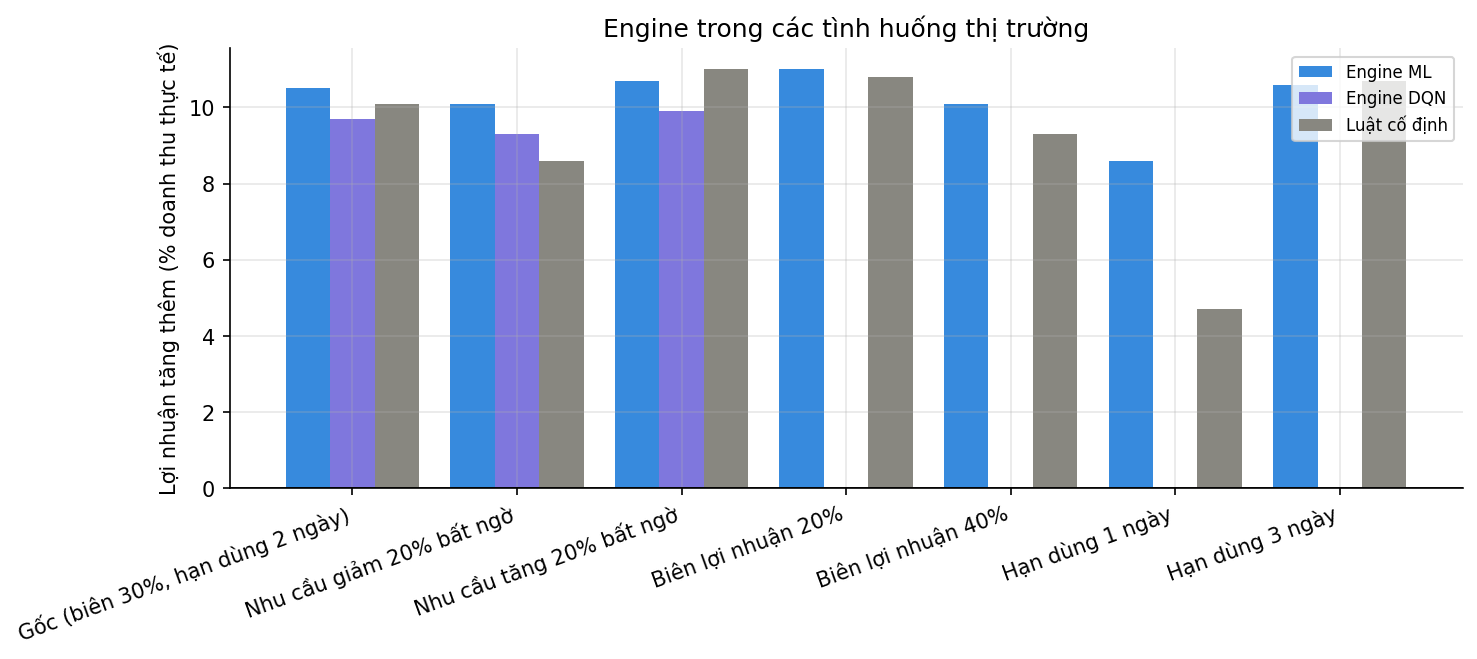 Engine trong các tình huống thị trường
Lợi nhuận tăng thêm (% doanh thu thực tế)
10
8
6
4
2
0
Engine ML
Engine DQN
Luật cố định
Gốc (biên 30%, hạn dùng 2 ngày)
Nhu cầu giảm 20% bất ngờ
Nhu cầu tăng 20% bất ngờ
Biên lợi nhuận 20%
Biên lợi nhuận 40%
Hạn dùng 1 ngày
Hạn dùng 3 ngày